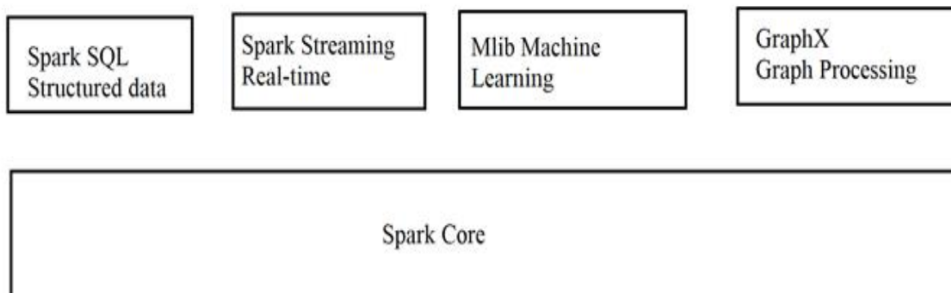 Spark SQL
Structured data
Spark Streaming
Real-time
Mlib Machine
Learning
GraphX
Graph Processing
Spark Core